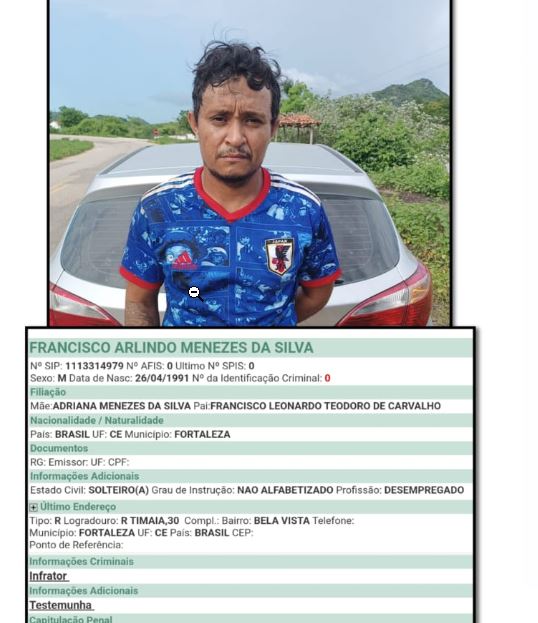 JAPAN
adidas
FRANCISCO ARLINDO MENEZES DA SILVA
Nº SIP: 1113314979 Nº AFIS: 0 Ultimo Nº SPIS: 0
Sexo: M Data de Nasc: 26/04/1991 Nº da Identificação Criminal: 0
Filiação
Mãe:ADRIANA MENEZES DA SILVA Pai:FRANCISCO LEONARDO TEODORO DE CARVALHO
Nacionalidade / Naturalidade
País: BRASIL UF: CE Município: FORTALEZA
Documentos
RG: Emissor: UF: CPF:
Informações Adicionais
Estado Civil: SOLTEIRO(A) Grau de Instrução: NAO ALFABETIZADO Profissão: DESEMPREGADO
Último Endereço
Tipo: R Logradouro: R TIMAIA,30 Compl.: Bairro: BELA VISTA Telefone:
Município: FORTALEZA UF: CE País: BRASIL CEP:
Ponto de Referência:
Informações Criminais
Infrator
Informações Adicionais
Testemunha
Capitulação Penal